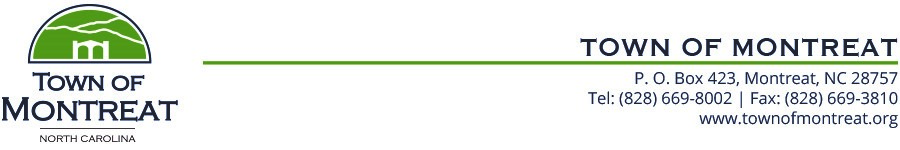 TOWN OF
MONTREAT
NORTH CAROLINA
TOWN OF MONTREAT
P. O. Box 423, Montreat, NC 28757
Tel: (828) 669-8002 | Fax: (828) 669-3810
www.townofmontreat.org